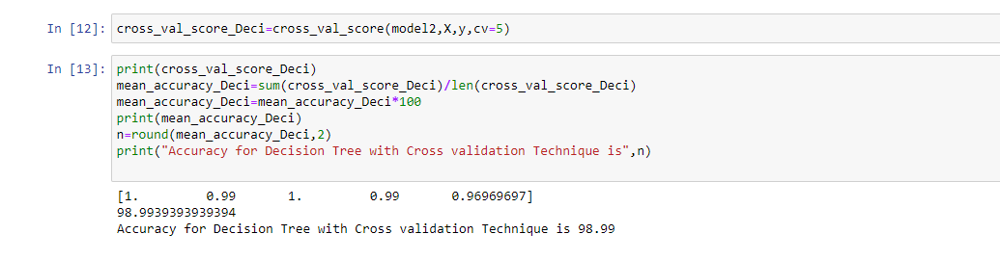 In [12]: cross_val_score_Deci=cross_val_score(model2,X,y,cv=5)
In [13]: print(cross_val_score_Deci)
mean_accuracy_Deci=sum(cross_val_score_Deci)/len(cross_val_score_Deci)
mean_accuracy_Deci=mean_accuracy_Deci*100
print(mean_accuracy_Deci)
n=round(mean_accuracy_Deci,2)
print("Accuracy for Decision Tree with Cross validation Technique is",n)
[1.         0.99       1.         0.99       0.96969697]
98.9939393939394
Accuracy for Decision Tree with Cross validation Technique is 98.99